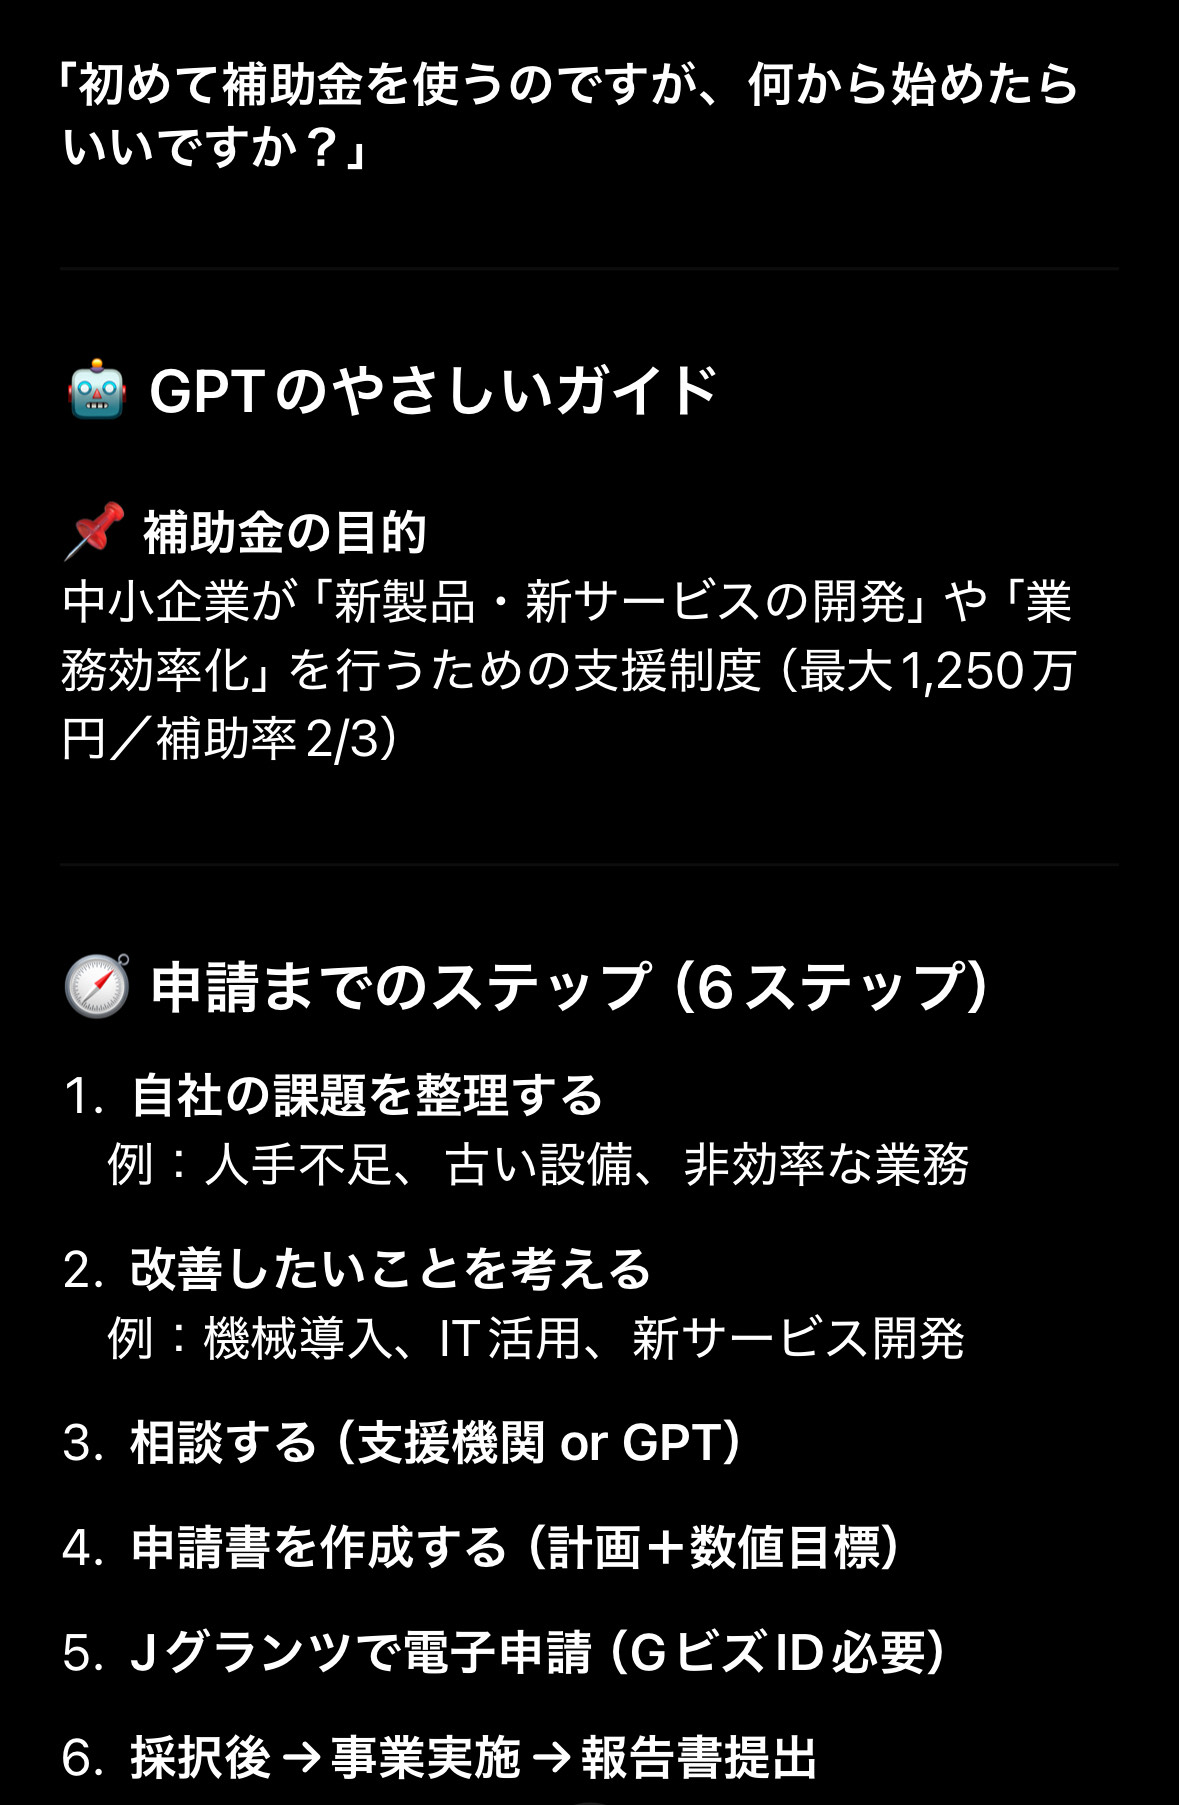 「初めて補助金を使うのですが、何から始めたら
いいですか？」
🤖 GPTのやさしいガイド
📌 補助金の目的
中小企業が「新製品・新サービスの開発」や「業
務効率化」を行うための支援制度（最大1,250万
円／補助率2/3）
🧭 申請までのステップ（6ステップ）
1. 自社の課題を整理する
例：人手不足、古い設備、非効率な業務
2. 改善したいことを考える
例：機械導入、IT活用、新サービス開発
3. 相談する（支援機関 or GPT）
4. 申請書を作成する（計画＋数値目標）
5. Jグランツで電子申請（GビズID必要）
6. 採択後→事業実施→報告書提出